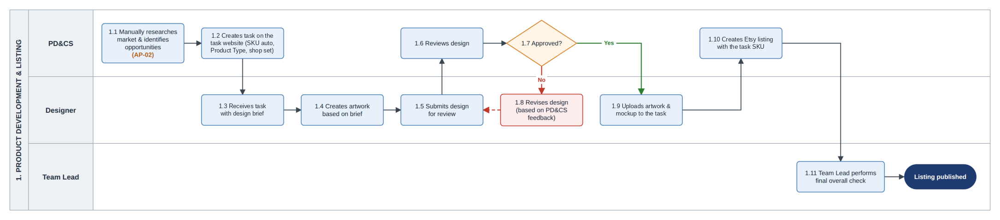 1. PRODUCT DEVELOPMENT & LISTING
PD&CS
1.1 Manually researches
market & identifies
opportunities
(AP-02)
1.2 Creates task on the
task website (SKU auto,
Product Type, shop set)
1.6 Reviews design
1.7 Approved?
Yes
No
1.10 Creates Etsy listing
with the task SKU
Designer
1.3 Receives task
with design brief
1.4 Creates artwork
based on brief
1.5 Submits design
for review
1.8 Revises design
(based on PD&CS
feedback)
1.9 Uploads artwork &
mockup to the task
Team Lead
1.11 Team Lead performs
final overall check
Listing published